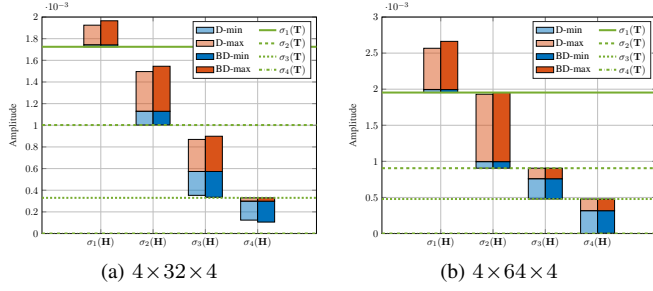 ·10⁻³
1.8
1.6
1.4
1.2
1
0.8
0.6
0.4
0.2
0
Amplitude
D-min
D-max
BD-min
BD-max
σ₁(T)
σ₂(T)
σ₃(T)
σ₄(T)
σ₁(H) σ₂(H) σ₃(H) σ₄(H)
(a) 4×32×4
·10⁻³
3
2.5
2
1.5
1
0.5
0
Amplitude
D-min
D-max
BD-min
BD-max
σ₁(T)
σ₂(T)
σ₃(T)
σ₄(T)
σ₁(H) σ₂(H) σ₃(H) σ₄(H)
(b) 4×64×4